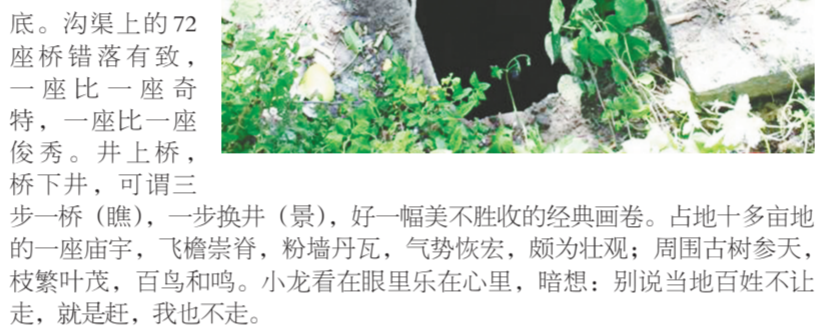 底。沟渠上的72
座桥错落有致，
一座比一座奇
特，一座比一座
俊秀。井上桥，
桥下井，可谓三
步一桥（瞧），一步换井（景），好一幅美不胜收的经典画卷。占地十多亩地
的一座庙宇，飞檐崇脊，粉墙丹瓦，气势恢宏，颇为壮观；周围古树参天，
枝繁叶茂，百鸟和鸣。小龙看在眼里乐在心里，暗想：别说当地百姓不让
走，就是赶，我也不走。